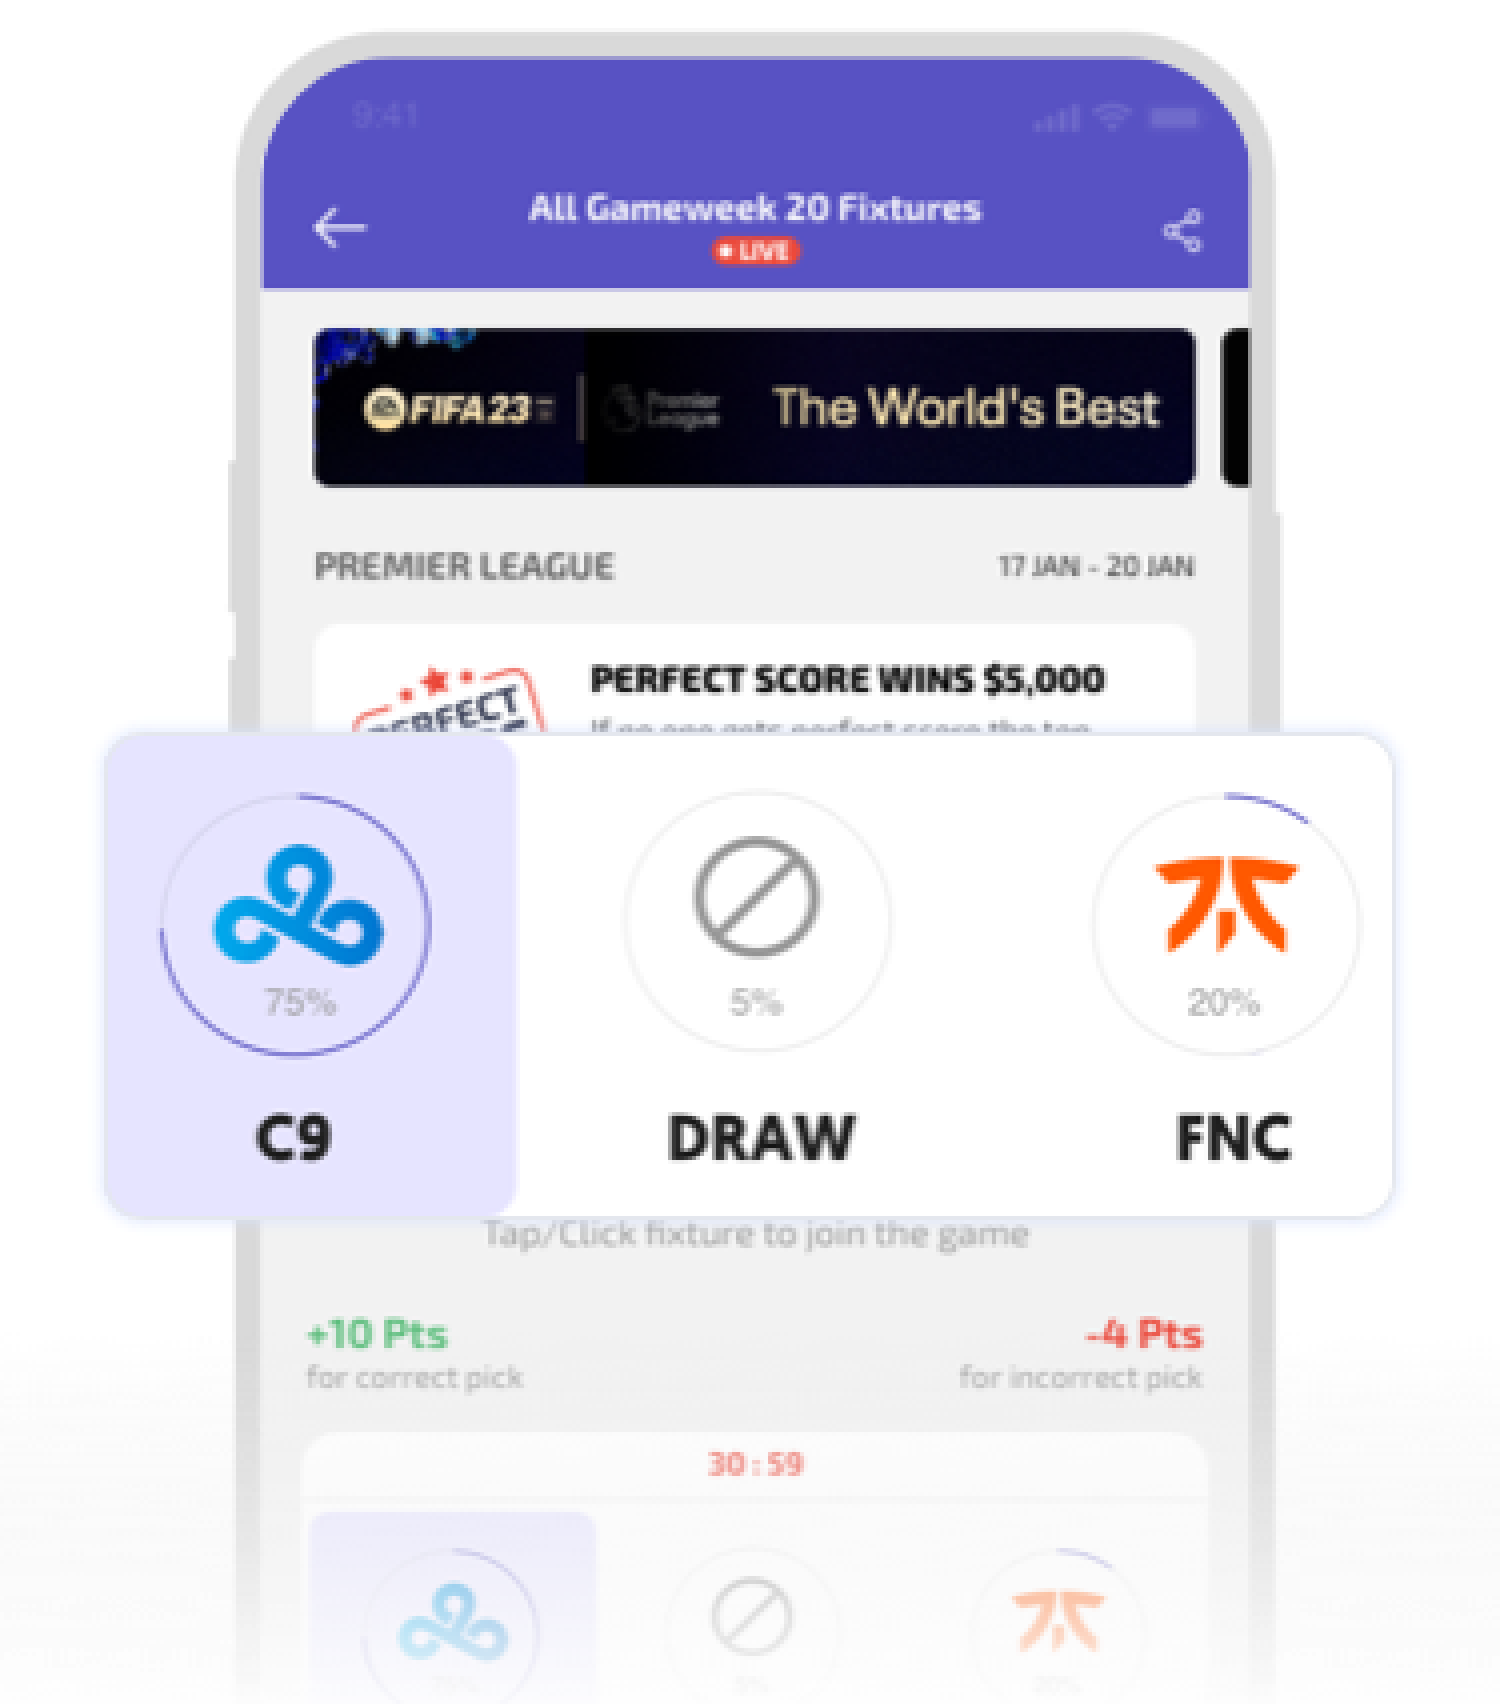 9:41
All Gameweek 20 Fixtures
LIVE
FIFA 23
Premier League
The World's Best
PREMIER LEAGUE
17 JAN - 20 JAN
PERFECT SCORE WINS $5,000
If no one gets perfect score the top
PERFECT
75%
5%
20%
C9
DRAW
FNC
Tap/Click fixture to join the game
+10 Pts
-4 Pts
for correct pick
for incorrect pick
30 : 59
75%
5%
20%